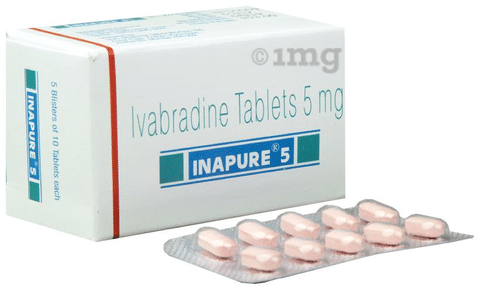 ©1mg
Ivabradine Tablets 5 mg
INAPURE® 5
5 Blisters of 10 Tablets each
INAPURE® 5